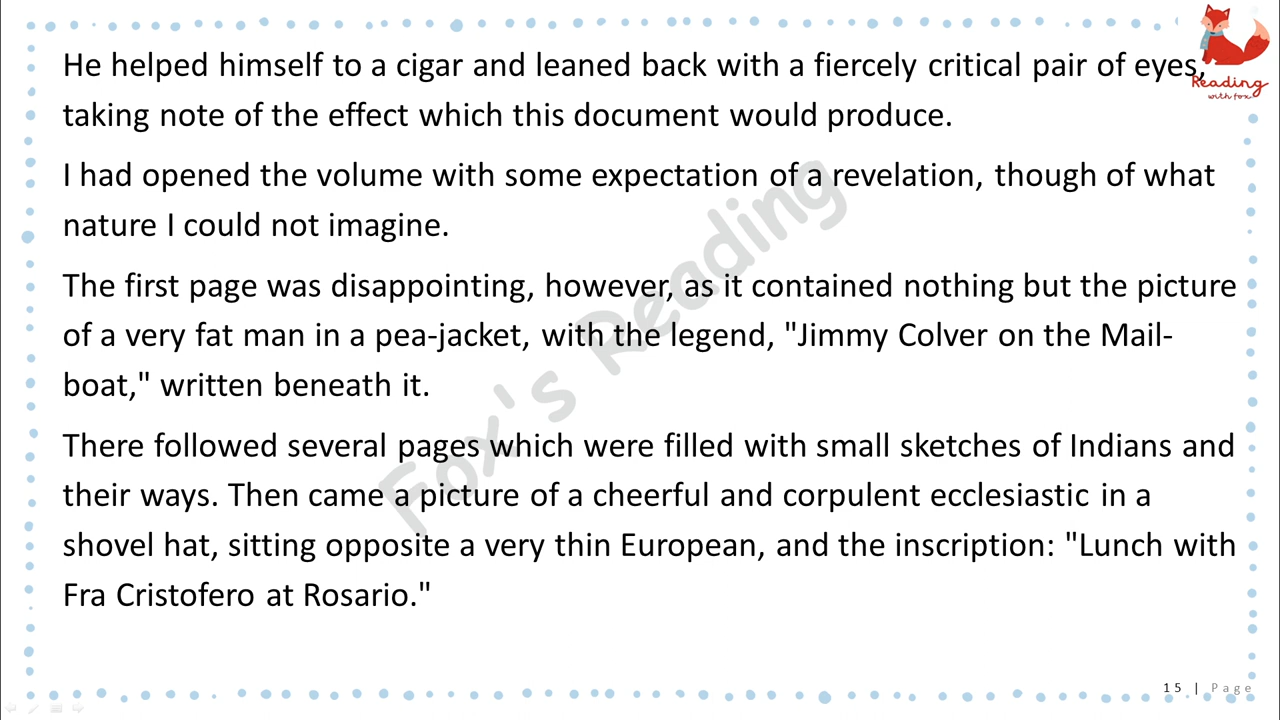 He helped himself to a cigar and leaned back with a fiercely critical pair of eyes,
taking note of the effect which this document would produce.
I had opened the volume with some expectation of a revelation, though of what
nature I could not imagine.
The first page was disappointing, however, as it contained nothing but the picture
of a very fat man in a pea-jacket, with the legend, "Jimmy Colver on the Mail-
boat," written beneath it.
There followed several pages which were filled with small sketches of Indians and
their ways. Then came a picture of a cheerful and corpulent ecclesiastic in a
shovel hat, sitting opposite a very thin European, and the inscription: "Lunch with
Fra Cristofero at Rosario."
Reading
with fox
Fox's Reading
15 | Page